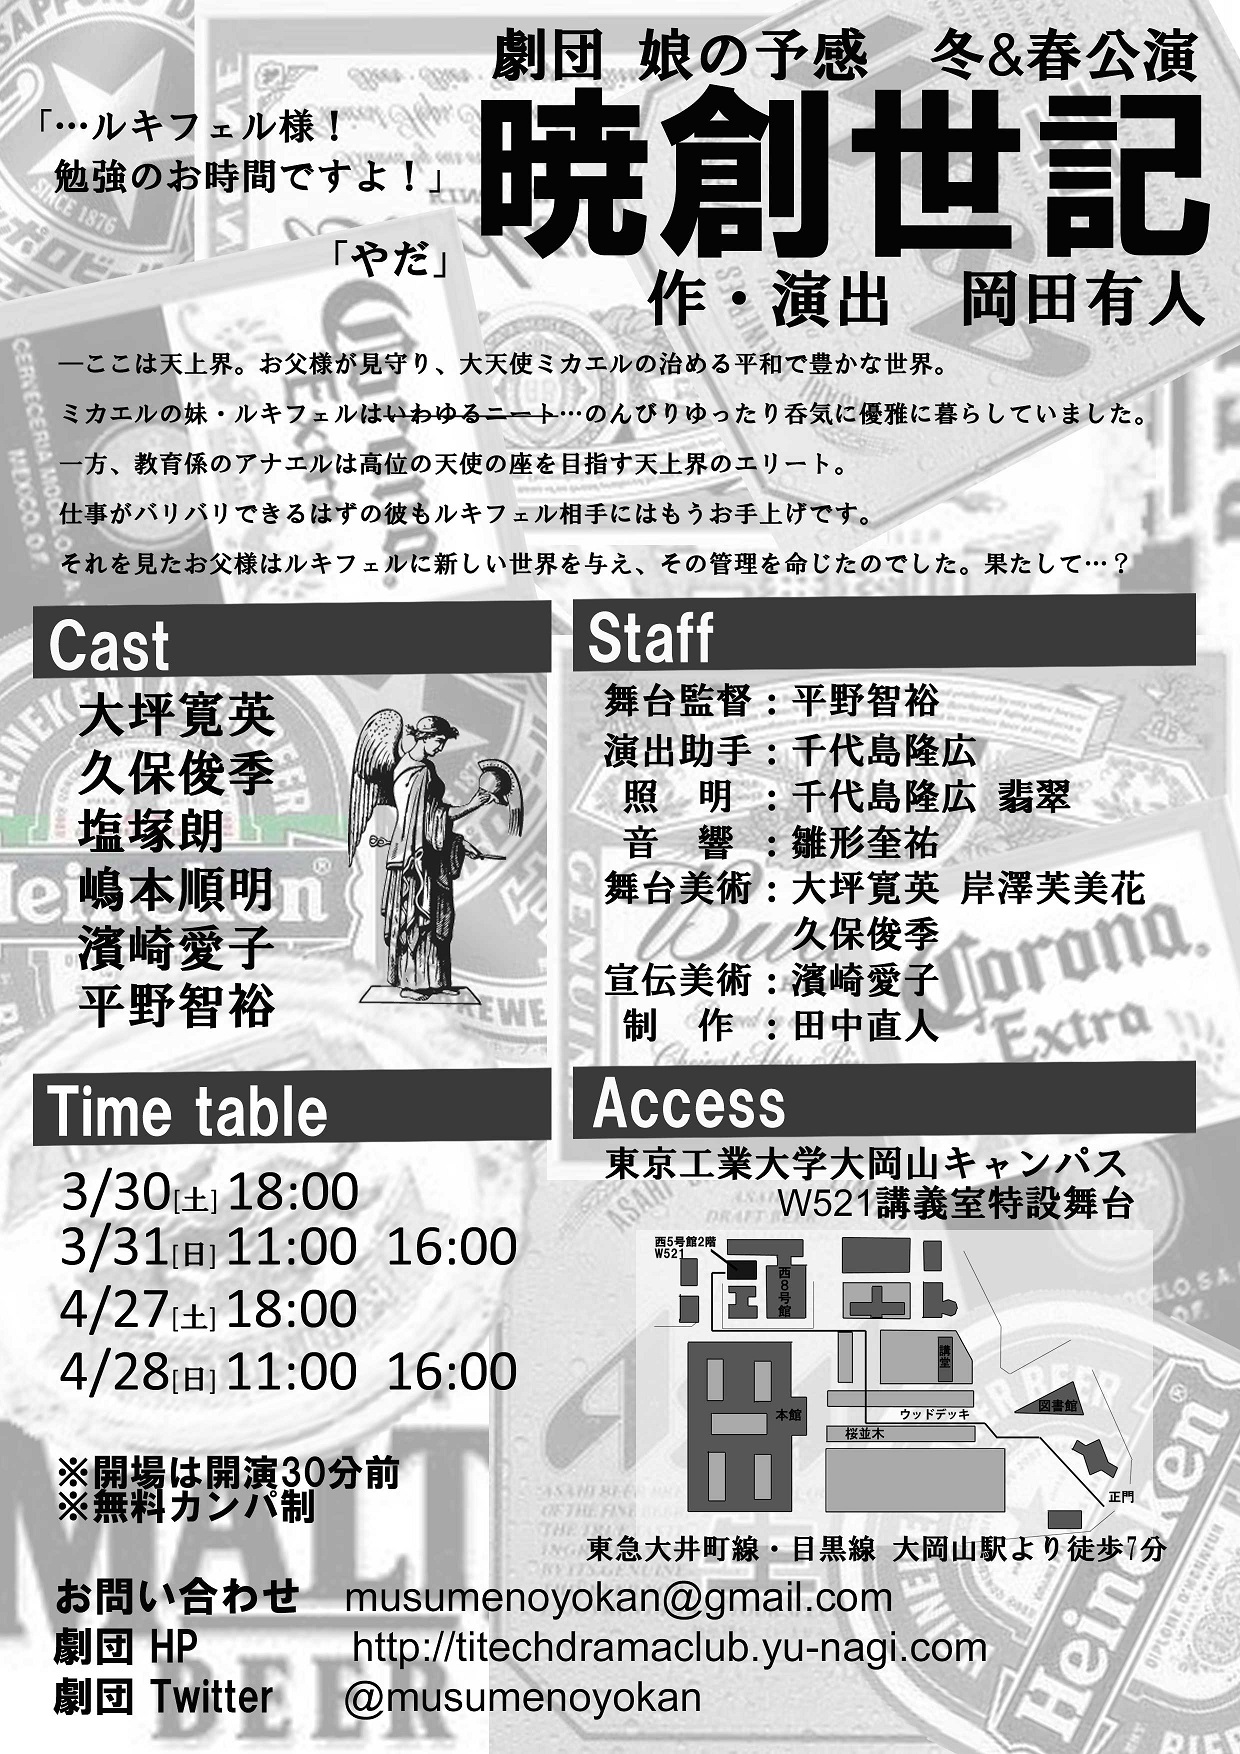 劇団 娘の予感 冬&春公演
暁創世記
作・演出 岡田有人
「…ルキフェル様！
勉強のお時間ですよ！」
「やだ」
―ここは天上界。お父様が見守り、大天使ミカエルの治める平和で豊かな世界。
ミカエルの妹・ルキフェルはいわゆるニート…のんびりゆったり呑気に優雅に暮らしていました。
一方、教育係のアナエルは高位の天使の座を目指す天上界のエリート。
仕事がバリバリできるはずの彼もルキフェル相手にはもうお手上げです。
それを見たお父様はルキフェルに新しい世界を与え、その管理を命じたのでした。果たして…？
Cast
大坪寛英
久保俊季
塩塚朗
嶋本順明
濱崎愛子
平野智裕
Staff
舞台監督：平野智裕
演出助手：千代島隆広
照 明 ：千代島隆広 翡翠
音 響 ：雛形奎祐
舞台美術：大坪寛英 岸澤芙美花
久保俊季
宣伝美術：濱崎愛子
制 作 ：田中直人
Time table
3/30[土] 18:00
3/31[日] 11:00 16:00
4/27[土] 18:00
4/28[日] 11:00 16:00
※開場は開演30分前
※無料カンパ制
Access
東京工業大学大岡山キャンパス
W521講義室特設舞台
西5号館2階
W521
西8号館
講堂
本館
ウッドデッキ
桜並木
図書館
正門
東急大井町線・目黒線 大岡山駅より徒歩7分
お問い合わせ musumenoyokan@gmail.com
劇団 HP http://titechdramaclub.yu-nagi.com
劇団 Twitter @musumenoyokan
SINCE 1876
Corona
Extra
Heineken
Corona
Extra
Heineken
MALT
BEER